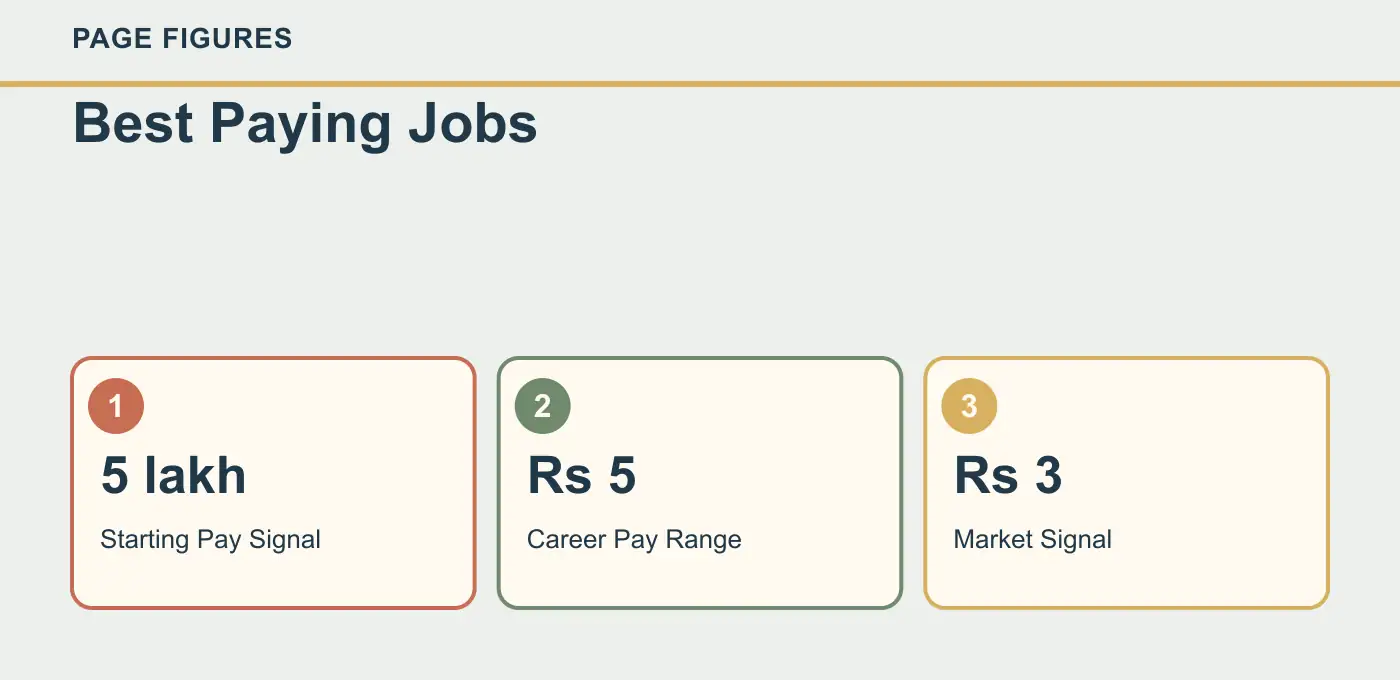 PAGE FIGURES
Best Paying Jobs
1
5 lakh
Starting Pay Signal
2
Rs 5
Career Pay Range
3
Rs 3
Market Signal